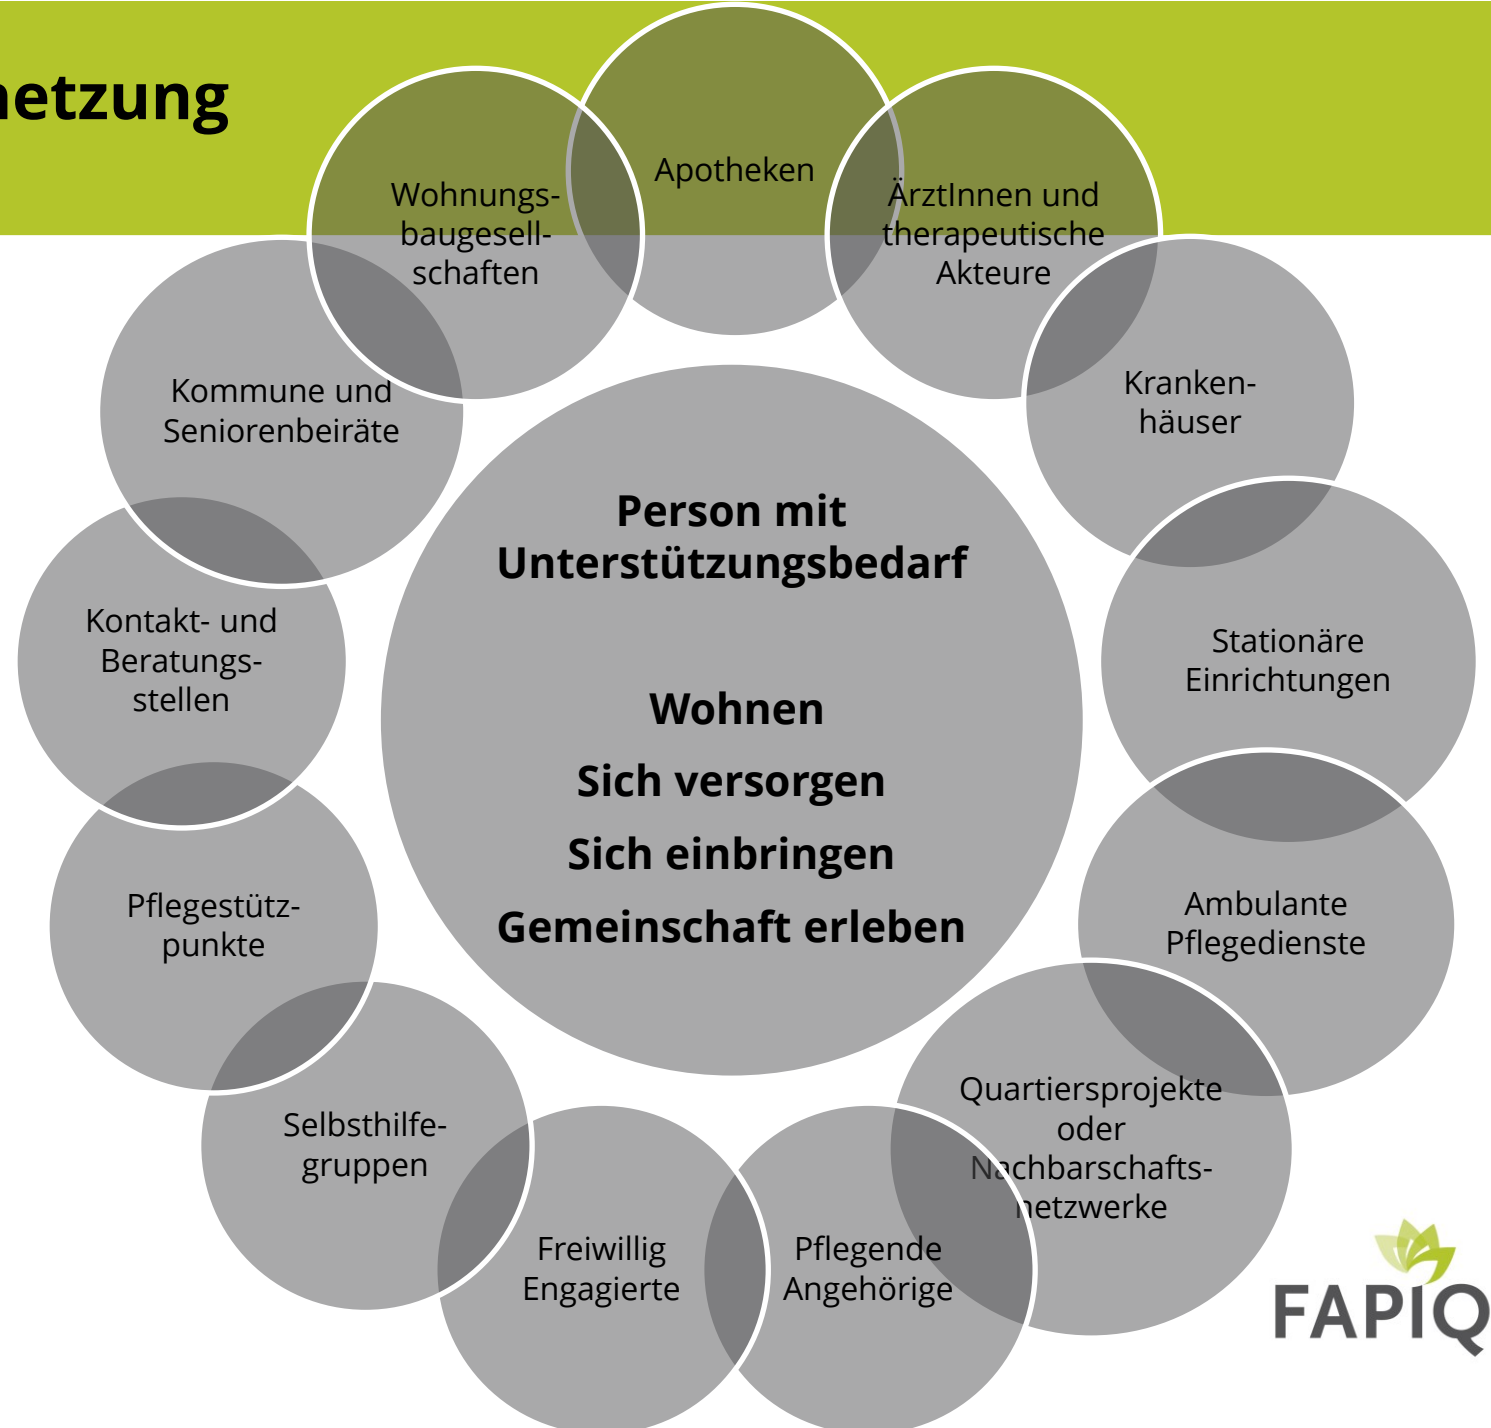 netzung
Apotheken
ÄrztInnen und
therapeutische
Akteure
Kranken-
häuser
Stationäre
Einrichtungen
Ambulante
Pflegedienste
Quartiersprojekte
oder
Nachbarschafts-
netzwerke
Pflegende
Angehörige
Freiwillig
Engagierte
Selbsthilfe-
gruppen
Pflegestütz-
punkte
Kontakt- und
Beratungs-
stellen
Kommune und
Seniorenbeiräte
Wohnungs-
baugesell-
schaften
Person mit
Unterstützungsbedarf
Wohnen
Sich versorgen
Sich einbringen
Gemeinschaft erleben
FAPIQ